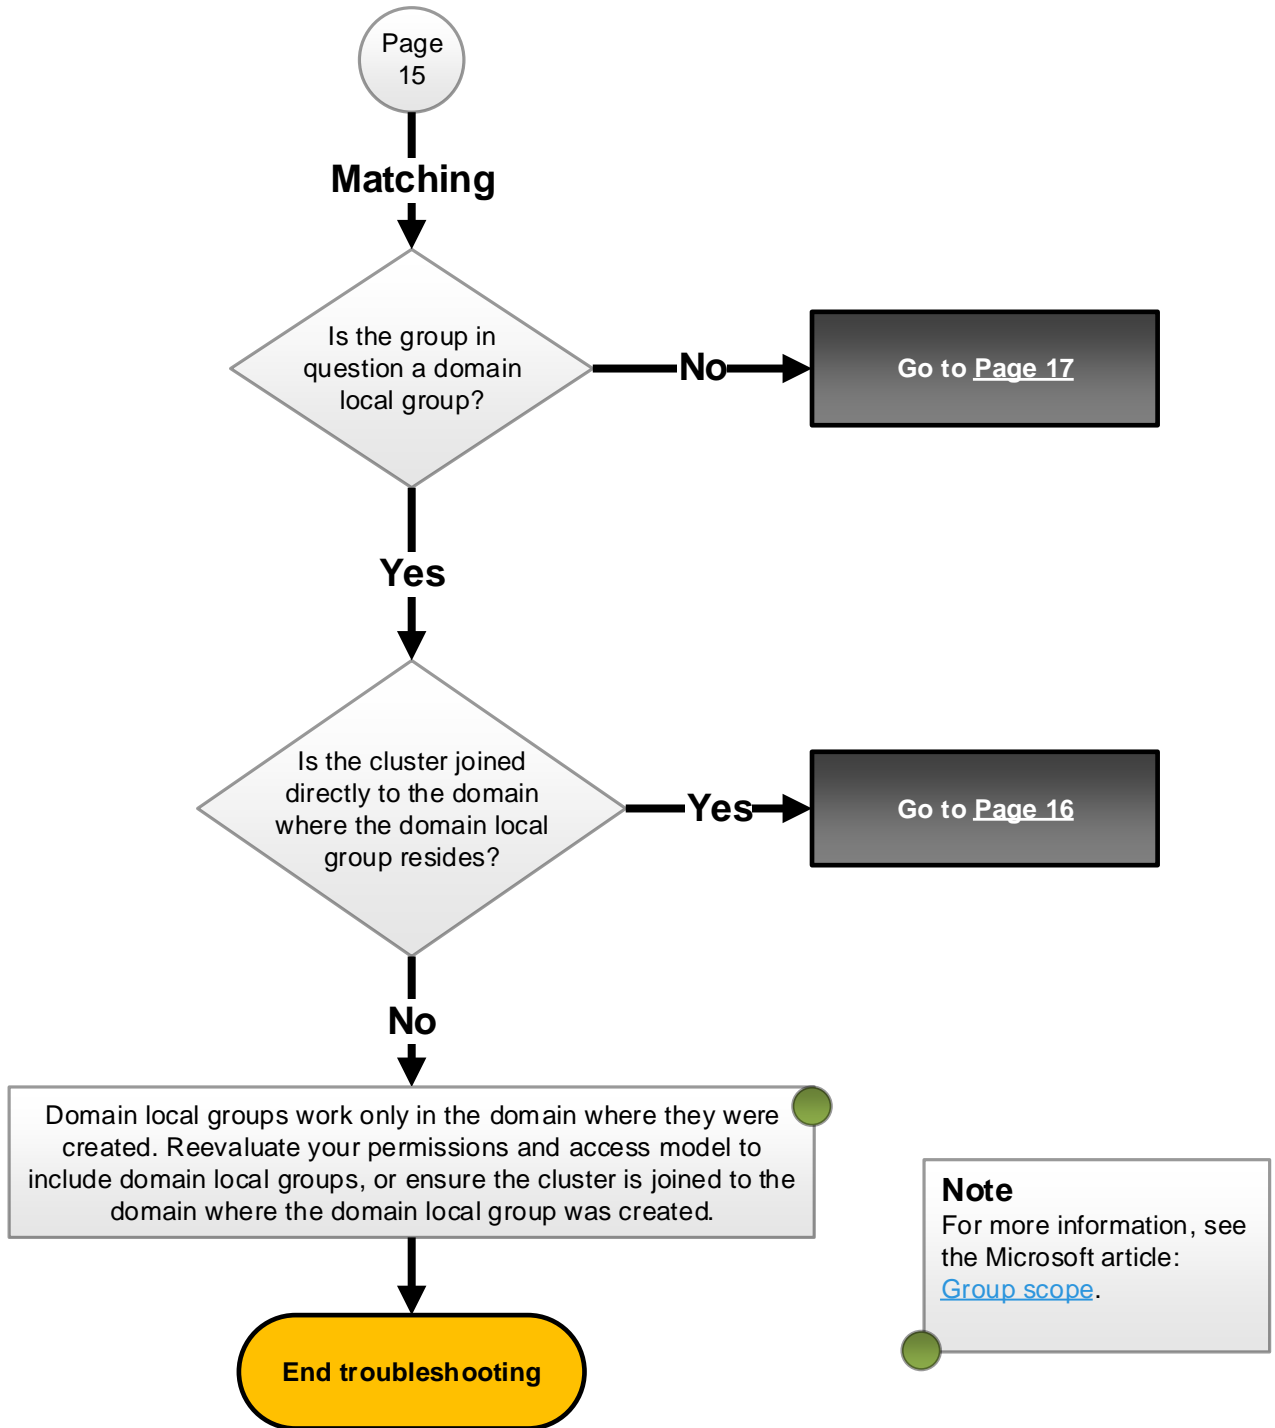 Page
15
Matching
Is the group in
question a domain
local group?
No
Go to Page 17
Yes
Is the cluster joined
directly to the domain
where the domain local
group resides?
Yes
Go to Page 16
No
Domain local groups work only in the domain where they were
created. Reevaluate your permissions and access model to
include domain local groups, or ensure the cluster is joined to the
domain where the domain local group was created.
Note
For more information, see
the Microsoft article:
Group scope.
End troubleshooting